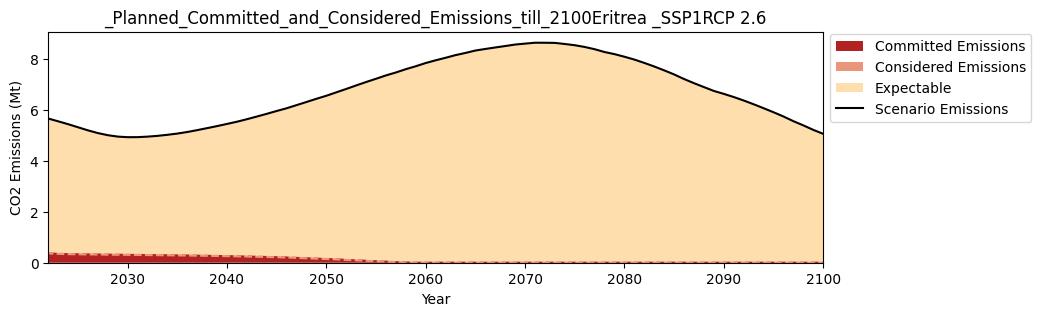 _Planned_Committed_and_Considered_Emissions_till_2100Eritrea _SSP1RCP 2.6
CO2 Emissions (Mt)
8
6
4
2
0
2030 2040 2050 2060 2070 2080 2090 2100
Year
Committed Emissions
Considered Emissions
Expectable
Scenario Emissions